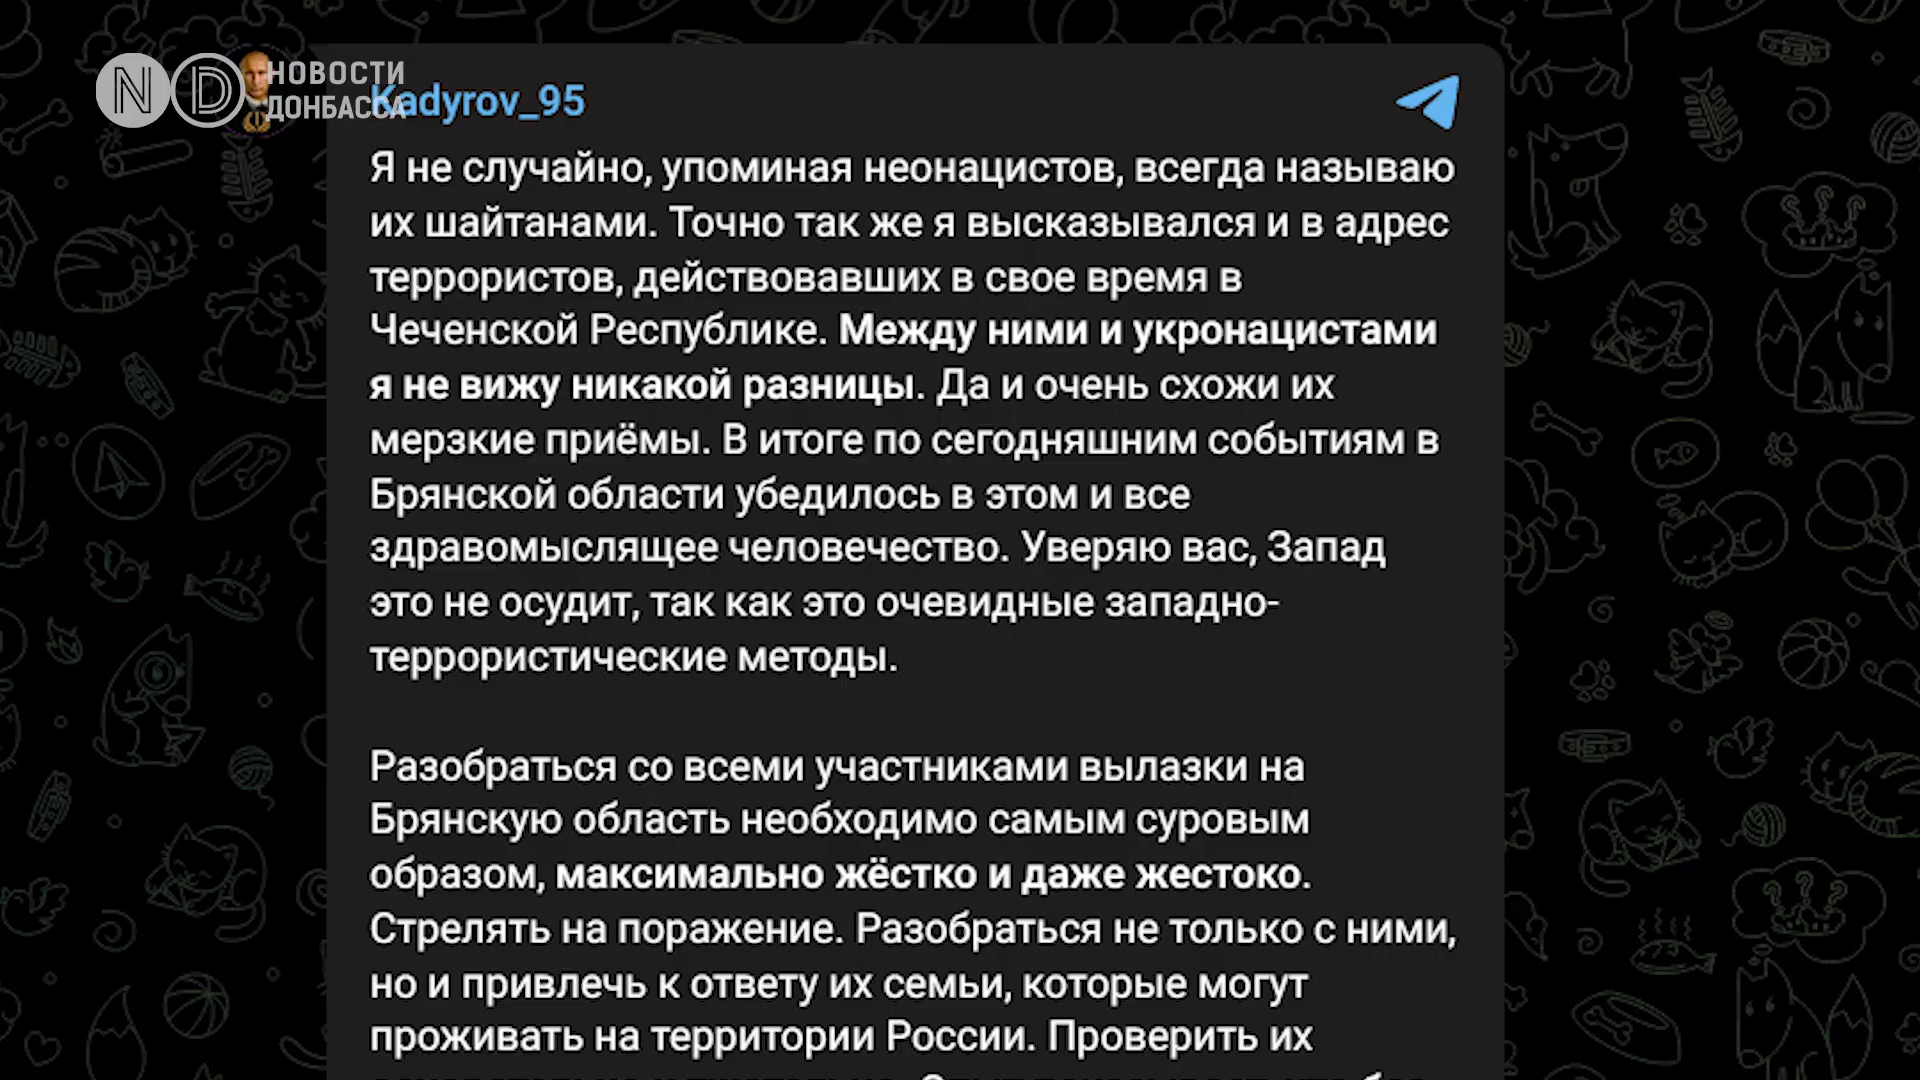 ND НОВОСТИ
ДОНБАССА
Kadyrov_95
Я не случайно, упоминая неонацистов, всегда называю
их шайтанами. Точно так же я высказывался и в адрес
террористов, действовавших в свое время в
Чеченской Республике. Между ними и укронацистами
я не вижу никакой разницы. Да и очень схожи их
мерзкие приёмы. В итоге по сегодняшним событиям в
Брянской области убедилось в этом и все
здравомыслящее человечество. Уверяю вас, Запад
это не осудит, так как это очевидные западно-
террористические методы.
Разобраться со всеми участниками вылазки на
Брянскую область необходимо самым суровым
образом, максимально жёстко и даже жестоко.
Стрелять на поражение. Разобраться не только с ними,
но и привлечь к ответу их семьи, которые могут
проживать на территории России. Проверить их